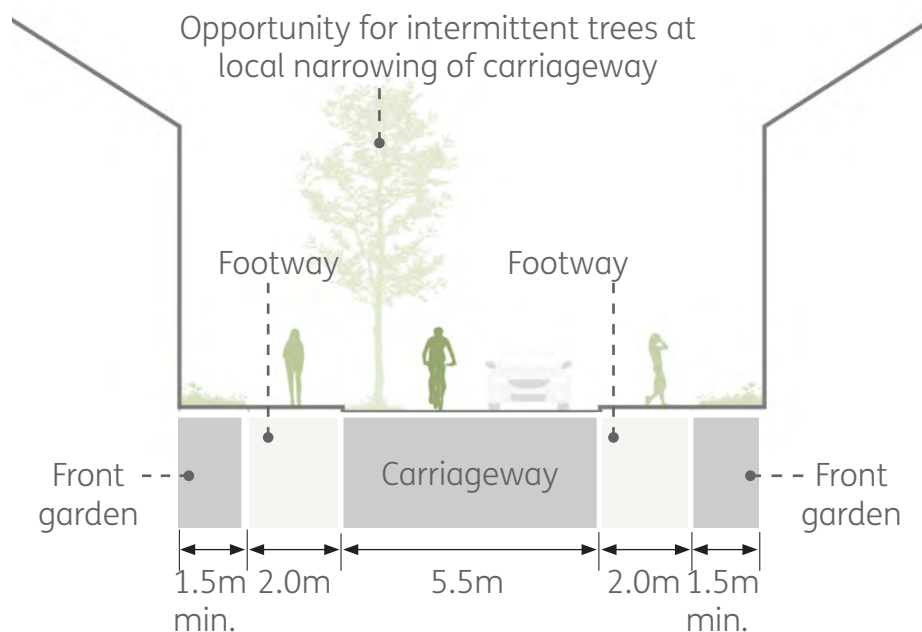 Opportunity for intermittent trees at
local narrowing of carriageway
Footway
Footway
Front
garden
Carriageway
Front
garden
1.5m
min.
2.0m
5.5m
2.0m
1.5m
min.